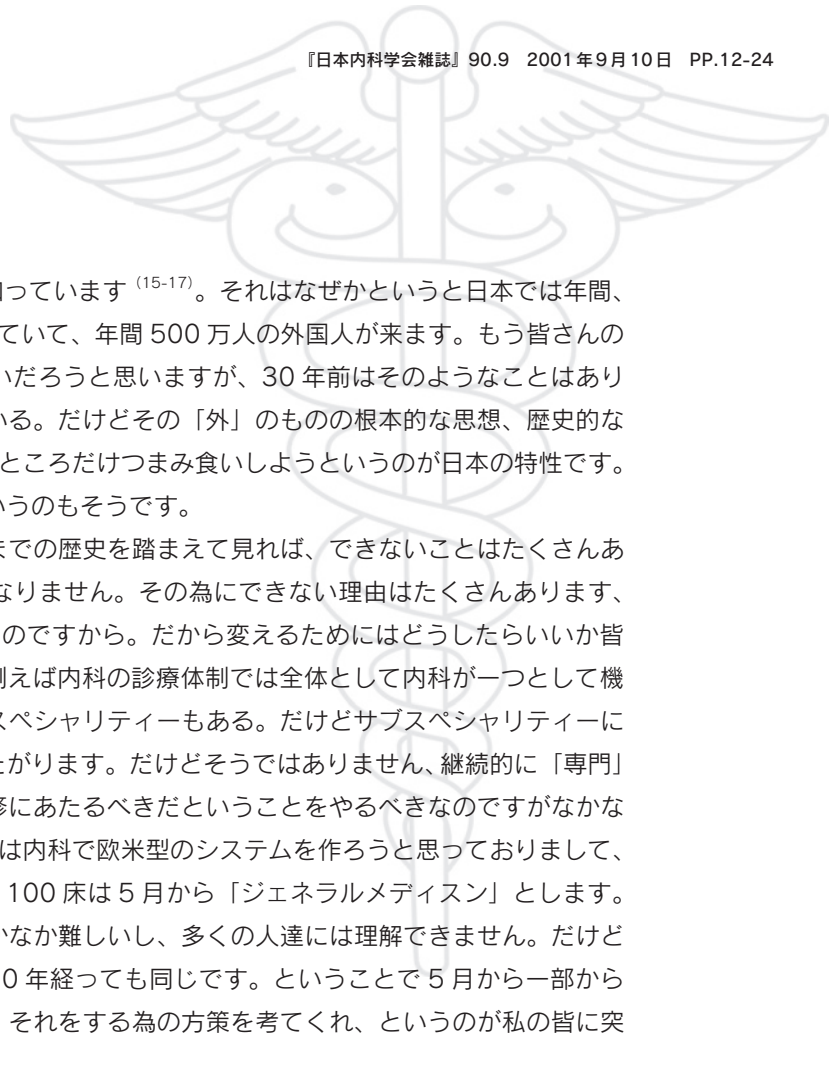 『日本内科学会雑誌』90.9　2001年9月10日　PP.12-24
知っています (15-17)。それはなぜかというと日本では年間、
ていて、年間 500 万人の外国人が来ます。もう皆さんの
いだろうと思いますが、30 年前はそのようなことはあり
いる。だけどその「外」のものの根本的な思想、歴史的な
ところだけつまみ食いしようというのが日本の特性です。
いうのもそうです。
までの歴史を踏まえて見れば、できないことはたくさんあ
なりません。その為にできない理由はたくさんあります、
のですから。だから変えるためにはどうしたらいいか皆
例えば内科の診療体制では全体として内科が一つとして機
スペシャリティーもある。だけどサブスペシャリティーに
たがります。だけどそうではありません、継続的に「専門」
修にあたるべきだということをやるべきなのですがなかな
は内科で欧米型のシステムを作ろうと思っておりまして、
100 床は 5 月から「ジェネラルメディスン」とします。
かなか難しいし、多くの人達には理解できません。だけど
0 年経っても同じです。ということで 5 月から一部から
それをする為の方策を考えてくれ、というのが私の皆に突